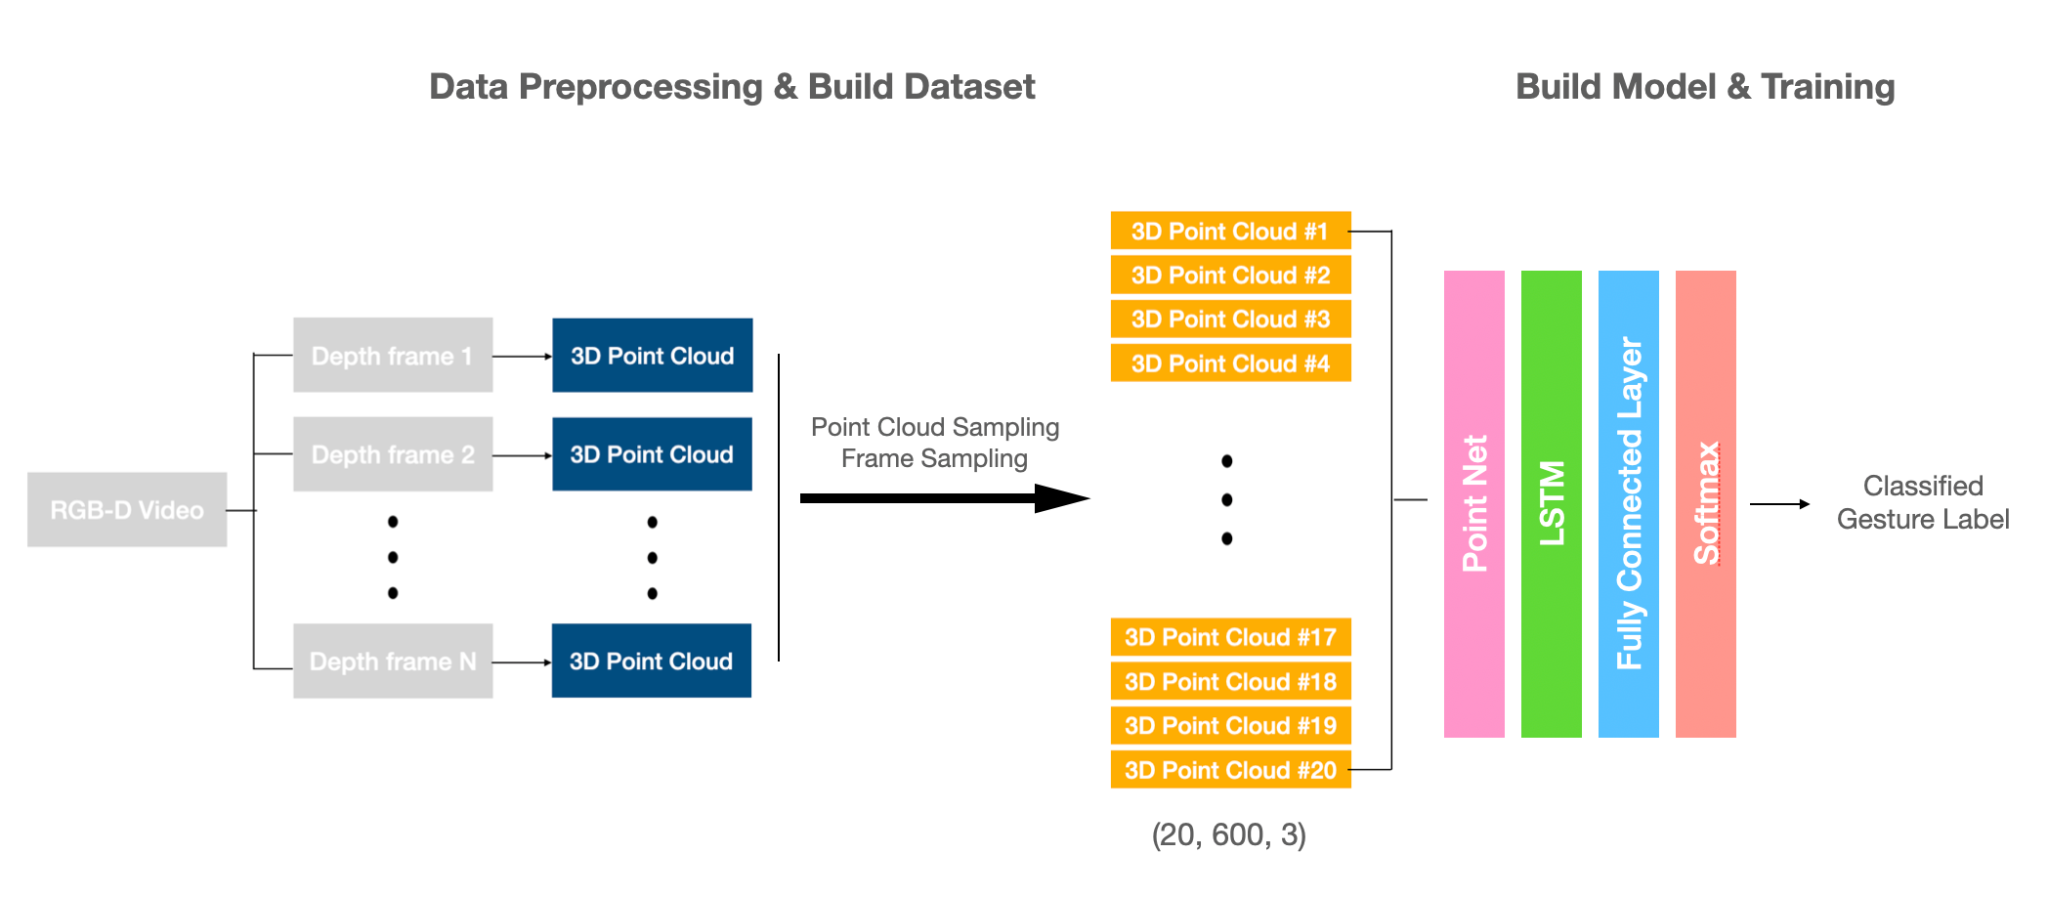 Data Preprocessing & Build Dataset
Build Model & Training
RGB-D Video
Depth frame 1
3D Point Cloud
Depth frame 2
3D Point Cloud
Depth frame N
3D Point Cloud
Point Cloud Sampling
Frame Sampling
3D Point Cloud #1
3D Point Cloud #2
3D Point Cloud #3
3D Point Cloud #4
3D Point Cloud #17
3D Point Cloud #18
3D Point Cloud #19
3D Point Cloud #20
(20, 600, 3)
Point Net
LSTM
Fully Connected Layer
Softmax
Classified
Gesture Label